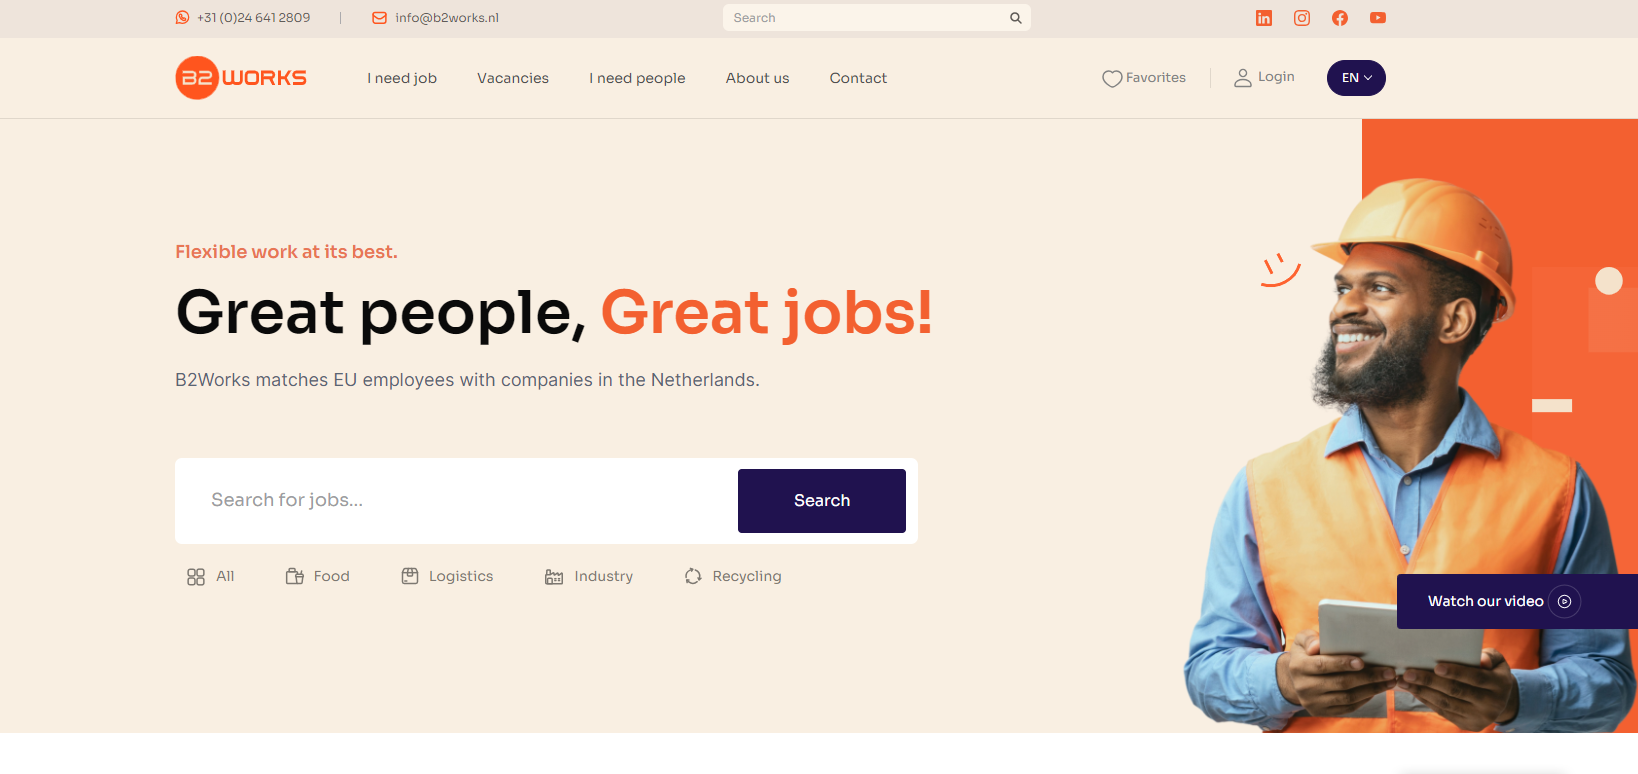 +31 (0)24 641 2809
info@b2works.nl
Search
B2WORKS
I need job
Vacancies
I need people
About us
Contact
Favorites
Login
EN
Flexible work at its best.
Great people, Great jobs!
B2Works matches EU employees with companies in the Netherlands.
Search for jobs...
Search
All
Food
Logistics
Industry
Recycling
Watch our video